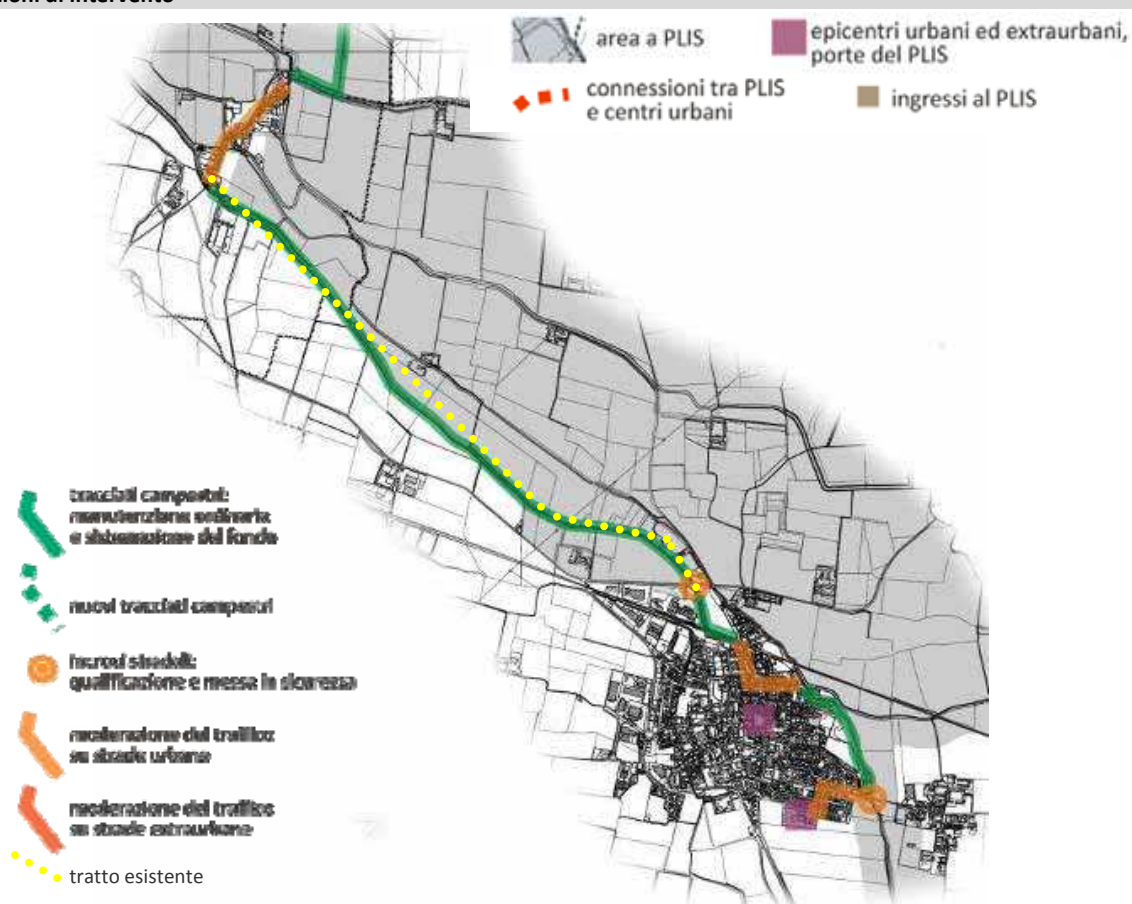 di intervento
area a PLIS
epicentri urbani ed extraurbani,
porte del PLIS
connessioni tra PLIS
e centri urbani
ingressi al PLIS
tracciati campestri:
manutenzione ordinaria
e sistemazione del fondo
nuovi tracciati campestri
incroci stradali:
qualificazione e messa in sicurezza
moderazione del traffico
su strade urbane
moderazione del traffico
su strade extraurbane
tratto esistente